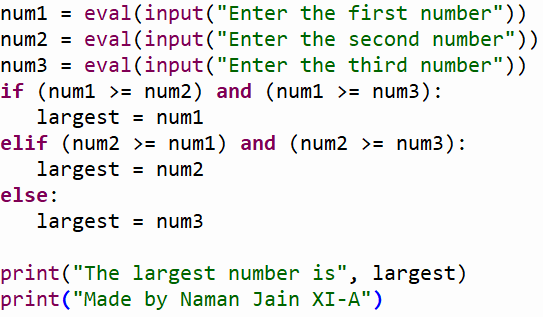 num1 = eval(input("Enter the first number"))
num2 = eval(input("Enter the second number"))
num3 = eval(input("Enter the third number"))
if (num1 >= num2) and (num1 >= num3):
   largest = num1
elif (num2 >= num1) and (num2 >= num3):
   largest = num2
else:
   largest = num3

print("The largest number is", largest)
print("Made by Naman Jain XI-A")